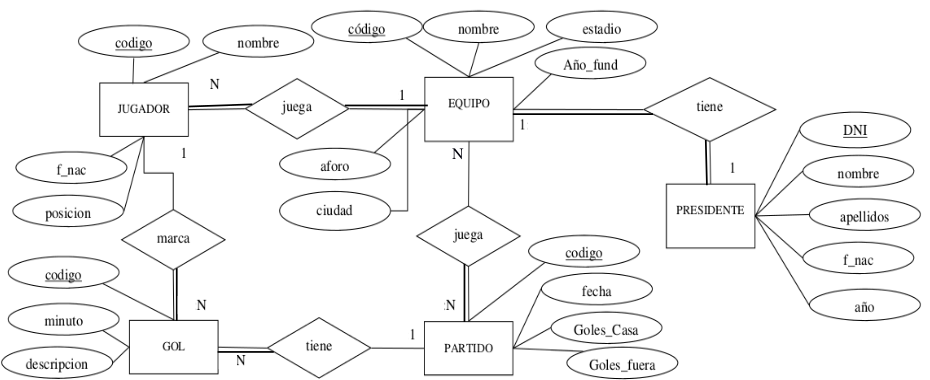 codigo
nombre
código
nombre
estadio
Año_fund
N
1
JUGADOR
juega
EQUIPO
tiene
1
DNI
1
N
f_nac
aforo
1
nombre
posicion
ciudad
PRESIDENTE
apellidos
marca
juega
codigo
f_nac
codigo
fecha
año
minuto
N
:N
Goles_Casa
GOL
tiene
1
PARTIDO
descripcion
N
Goles_fuera